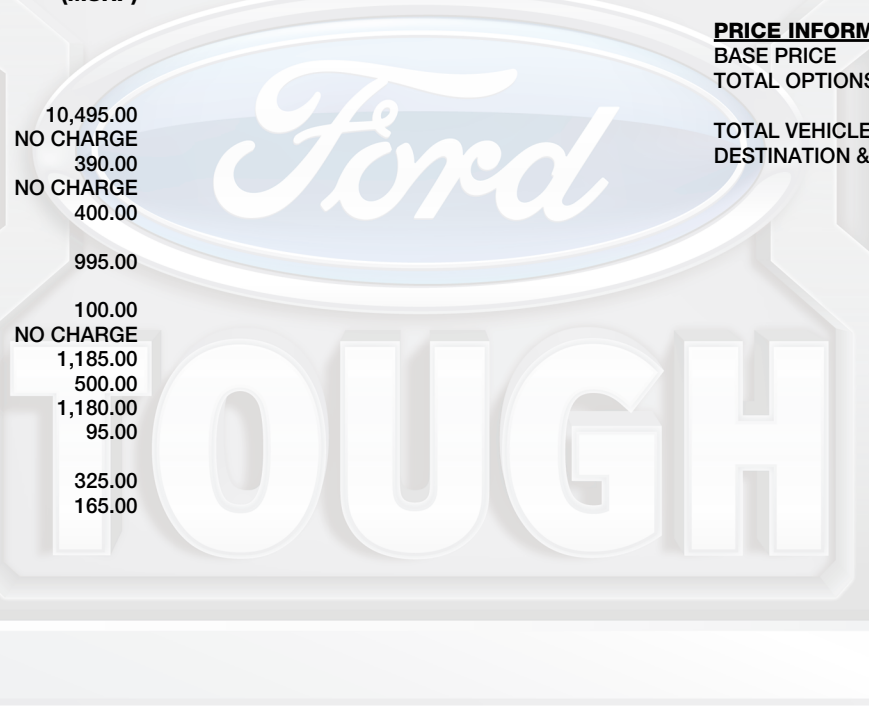 (MSRP)
10,495.00
NO CHARGE
390.00
NO CHARGE
400.00
995.00
100.00
NO CHARGE
1,185.00
500.00
1,180.00
95.00
325.00
165.00
PRICE INFORM
BASE PRICE
TOTAL OPTIONS
TOTAL VEHICLE
DESTINATION &
Ford
TOUGH